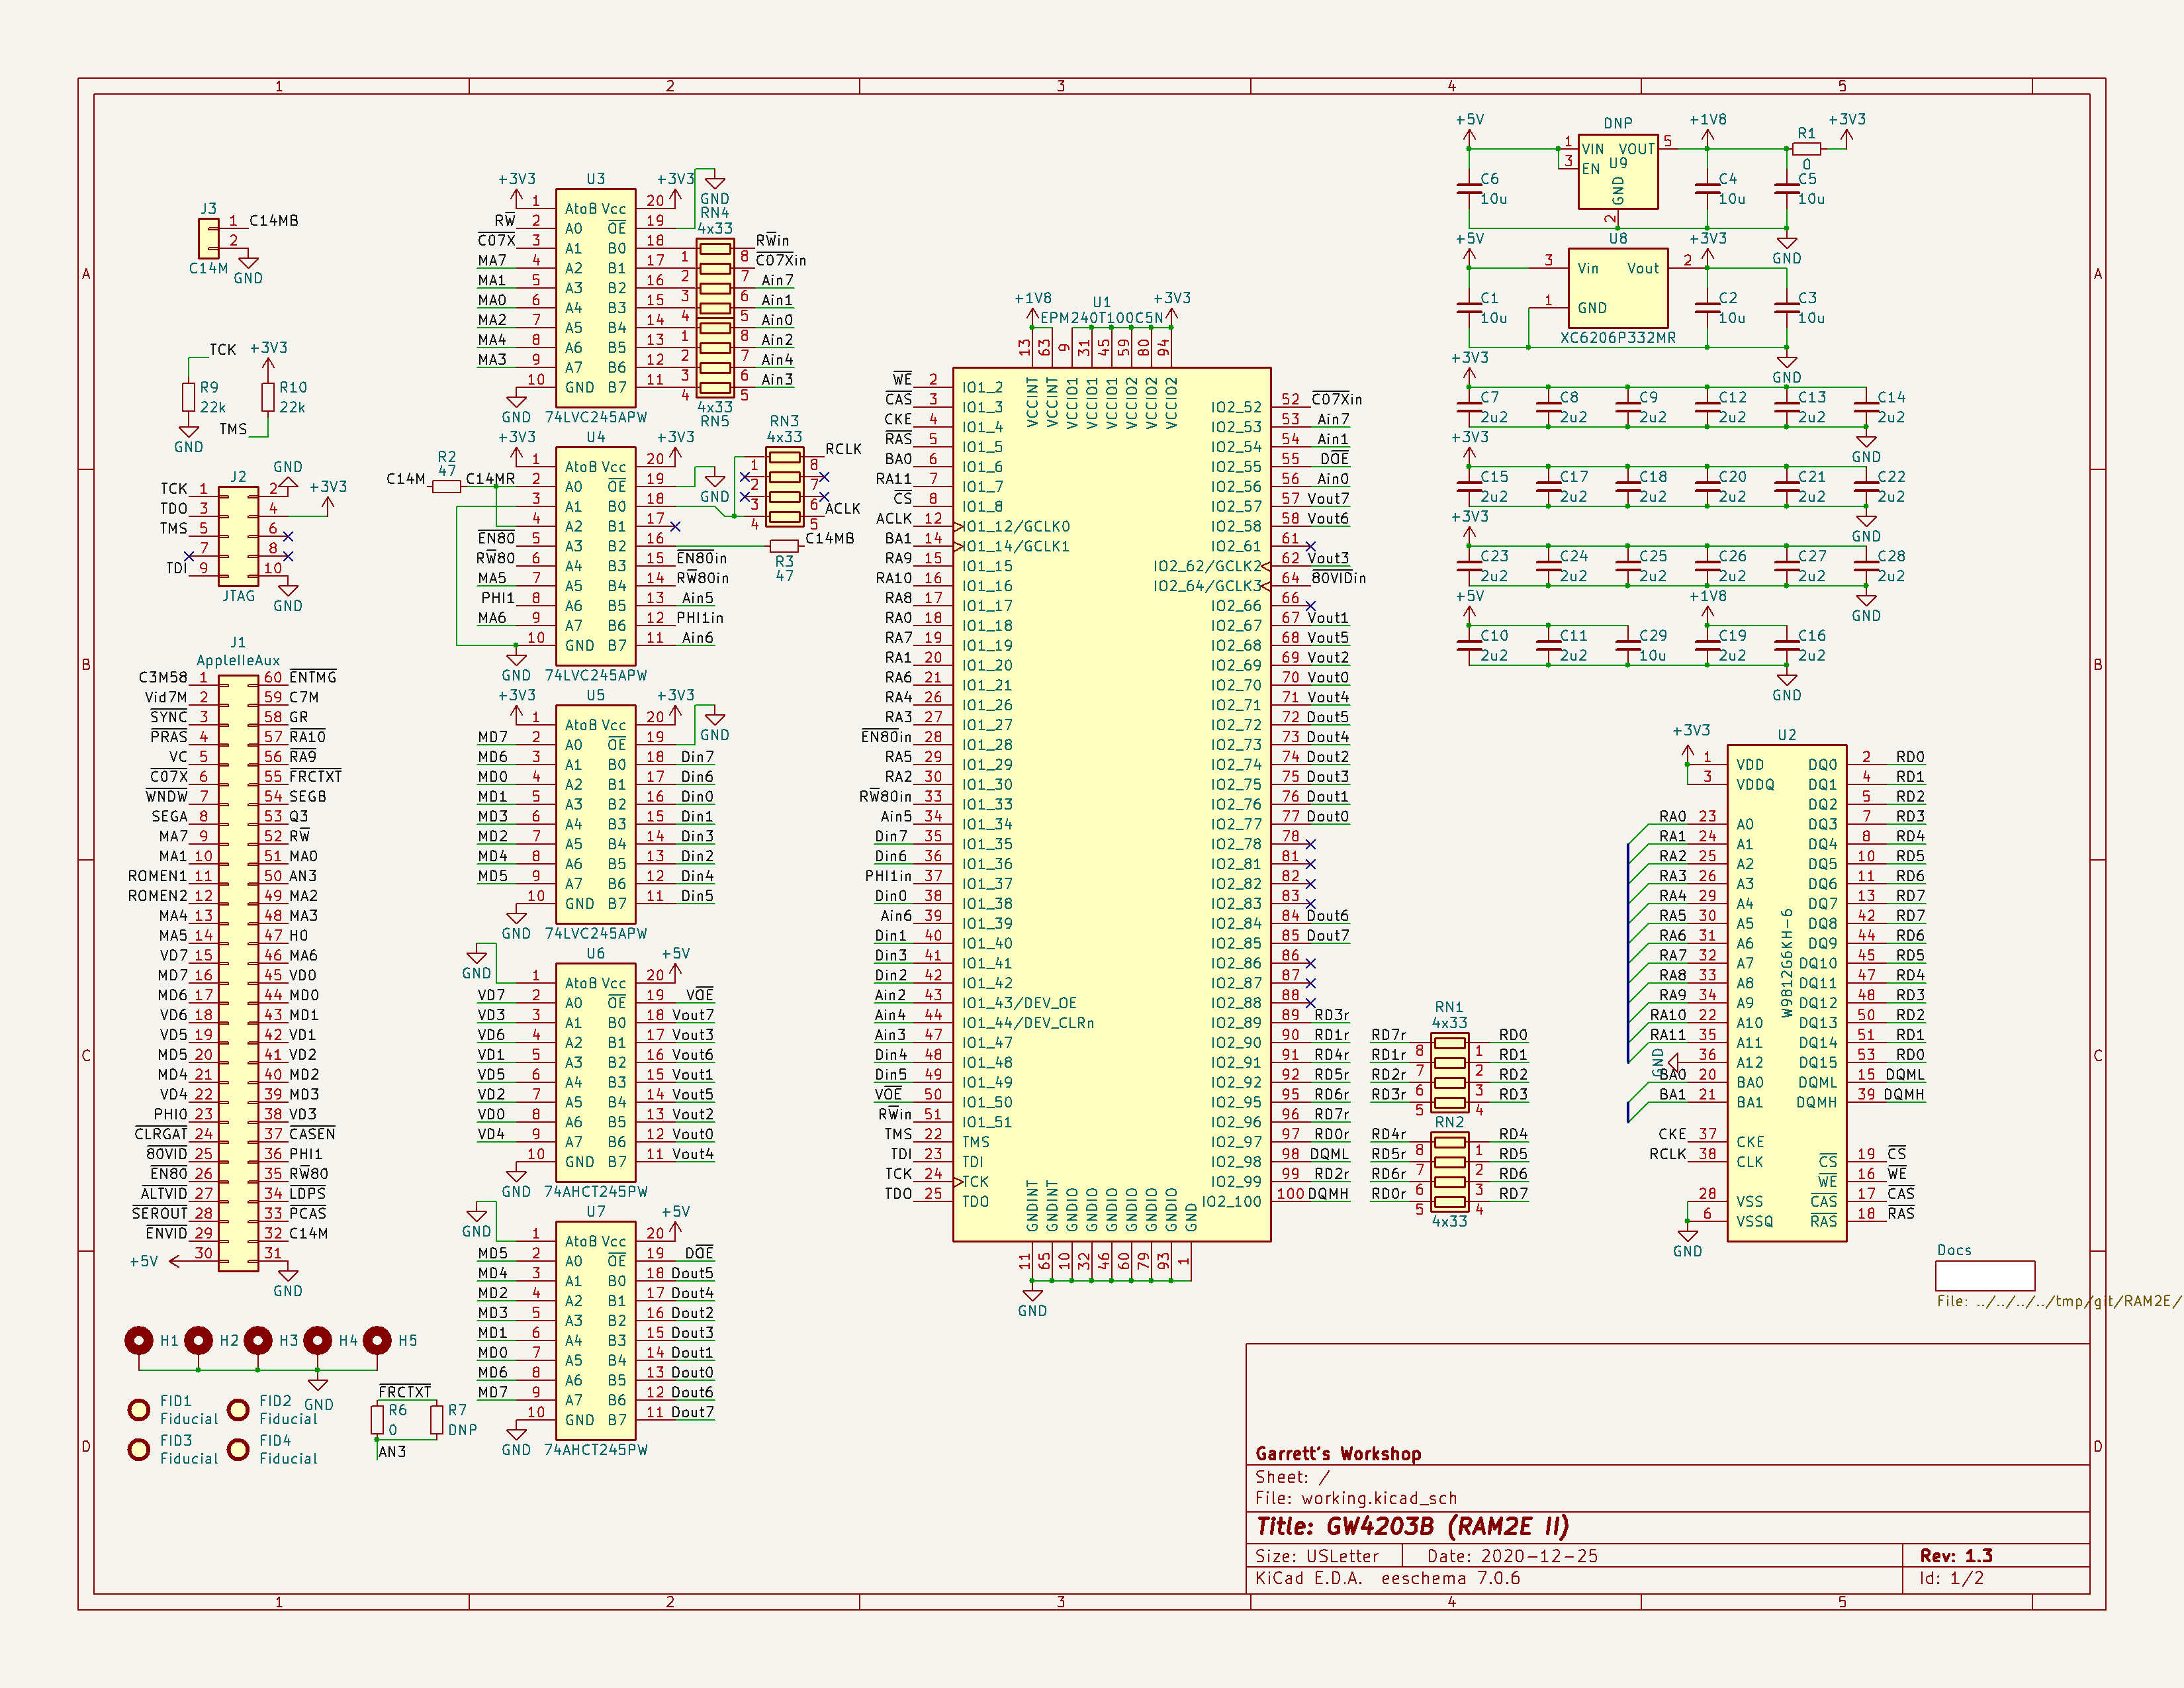 1 2 3 4 5
A A
B B
C C
D D
J3
1 C14MB
2
C14M GND
TCK +3V3
R9 22k
R10 22k
TMS
GND
J2 GND
TCK 1 2
TDO 3 4 +3V3
TMS 5 6
7 8
TDI 9 10
JTAG GND
J1
AppleIIeAux
C3M58 1 60 ENTMG
Vid7M 2 59 C7M
SYNC 3 58 GR
PRAS 4 57 RA10
VC 5 56 RA9
C07X 6 55 FRCTXT
WNDW 7 54 SEGB
SEGA 8 53 Q3
MA7 9 52 RW
MA1 10 51 MA0
ROMEN1 11 50 AN3
ROMEN2 12 49 MA2
MA4 13 48 MA3
MA5 14 47 H0
VD7 15 46 MA6
MD7 16 45 VD0
MD6 17 44 MD0
VD6 18 43 MD1
VD5 19 42 VD1
MD5 20 41 VD2
MD4 21 40 MD2
VD4 22 39 MD3
PHI0 23 38 VD3
CLRGAT 24 37 CASEN
80VID 25 36 PHI1
EN80 26 35 RW80
ALTVID 27 34 LDPS
SEROUT 28 33 PCAS
ENVID 29 32 C14M
+5V 30 31
GND
H1 H2 H3 H4 H5
GND
FID1 Fiducial
FID2 Fiducial
FID3 Fiducial
FID4 Fiducial
FRCTXT
R6 0
R7 DNP
AN3
+3V3 U3 +3V3 GND
1 AtoB Vcc 20
RW 2 A0 OE 19
C07X 3 A1 B0 18
MA7 4 A2 B1 17
MA1 5 A3 B2 16
MA0 6 A4 B3 15
MA2 7 A5 B4 14
MA4 8 A6 B5 13
MA3 9 A7 B6 12
10 GND B7 11
GND 74LVC245APW
RN4
4x33
1 8 RWin
2 7 C07Xin
3 6 Ain7
4 5 Ain1
1 8 Ain0
2 7 Ain2
3 6 Ain4
4 5 Ain3
4x33
RN5
+3V3 U4 +3V3 GND
R2 47
C14M C14MR
1 AtoB Vcc 20
2 A0 OE 19
3 A1 B0 18
4 A2 B1 17
EN80 5 A3 B2 16
RW80 6 A4 B3 15 EN80in
MA5 7 A5 B4 14 RW80in
PHI1 8 A6 B5 13 Ain5
MA6 9 A7 B6 12 PHI1in
10 GND B7 11 Ain6
GND 74LVC245APW
RN3
4x33
1 8 RCLK
2 7
3 6
4 5 ACLK
R3 47
C14MB
+3V3 U5 +3V3 GND
1 AtoB Vcc 20
MD7 2 A0 OE 19
MD6 3 A1 B0 18 Din7
MD0 4 A2 B1 17 Din6
MD1 5 A3 B2 16 Din0
MD3 6 A4 B3 15 Din1
MD2 7 A5 B4 14 Din3
MD4 8 A6 B5 13 Din2
MD5 9 A7 B6 12 Din4
10 GND B7 11 Din5
GND 74LVC245APW
GND U6 +5V
1 AtoB Vcc 20
VD7 2 A0 OE 19 VOE
VD3 3 A1 B0 18 Vout7
VD6 4 A2 B1 17 Vout3
VD1 5 A3 B2 16 Vout6
VD5 6 A4 B3 15 Vout1
VD2 7 A5 B4 14 Vout5
VD0 8 A6 B5 13 Vout2
VD4 9 A7 B6 12 Vout0
10 GND B7 11 Vout4
GND 74AHCT245PW
GND U7 +5V
1 AtoB Vcc 20
MD5 2 A0 OE 19 DOE
MD4 3 A1 B0 18 Dout5
MD2 4 A2 B1 17 Dout4
MD3 5 A3 B2 16 Dout2
MD1 6 A4 B3 15 Dout3
MD0 7 A5 B4 14 Dout1
MD6 8 A6 B5 13 Dout0
MD7 9 A7 B6 12 Dout6
10 GND B7 11 Dout7
GND 74AHCT245PW
+1V8 U1 +3V3
EPM240T100C5N
13 63 9 31 45 59 80 94
VCCINT VCCINT VCCIO1 VCCIO1 VCCIO1 VCCIO2 VCCIO2 VCCIO2
WE 2 IO1_2
CAS 3 IO1_3
CKE 4 IO1_4
RAS 5 IO1_5
BA0 6 IO1_6
RA11 7 IO1_7
CS 8 IO1_8
ACLK 12 IO1_12/GCLK0
BA1 14 IO1_14/GCLK1
RA9 15 IO1_15
RA10 16 IO1_16
RA8 17 IO1_17
RA0 18 IO1_18
RA7 19 IO1_19
RA1 20 IO1_20
RA6 21 IO1_21
RA4 26 IO1_26
RA3 27 IO1_27
EN80in 28 IO1_28
RA5 29 IO1_29
RA2 30 IO1_30
RW80in 33 IO1_33
Ain5 34 IO1_34
Din7 35 IO1_35
Din6 36 IO1_36
PHI1in 37 IO1_37
Din0 38 IO1_38
Ain6 39 IO1_39
Din1 40 IO1_40
Din3 41 IO1_41
Din2 42 IO1_42
Ain2 43 IO1_43/DEV_OE
Ain4 44 IO1_44/DEV_CLRn
Ain3 47 IO1_47
Din4 48 IO1_48
Din5 49 IO1_49
VOE 50 IO1_50
RWin 51 IO1_51
TMS 22 TMS
TDI 23 TDI
TCK 24 TCK
TDO 25 TDO
IO2_52 52 C07Xin
IO2_53 53 Ain7
IO2_54 54 Ain1
IO2_55 55 DOE
IO2_56 56 Ain0
IO2_57 57 Vout7
IO2_58 58 Vout6
IO2_61 61
IO2_62/GCLK2 62 Vout3
IO2_64/GCLK3 64 80VIDin
IO2_66 66
IO2_67 67 Vout1
IO2_68 68 Vout5
IO2_69 69 Vout2
IO2_70 70 Vout0
IO2_71 71 Vout4
IO2_72 72 Dout5
IO2_73 73 Dout4
IO2_74 74 Dout2
IO2_75 75 Dout3
IO2_76 76 Dout1
IO2_77 77 Dout0
IO2_78 78
IO2_81 81
IO2_82 82
IO2_83 83
IO2_84 84 Dout6
IO2_85 85 Dout7
IO2_86 86
IO2_87 87
IO2_88 88
IO2_89 89 RD3r
IO2_90 90 RD1r
IO2_91 91 RD4r
IO2_92 92 RD5r
IO2_95 95 RD6r
IO2_96 96 RD7r
IO2_97 97 RD0r
IO2_98 98 DQML
IO2_99 99 RD2r
IO2_100 100 DQMH
GNDINT GNDINT GNDIO GNDIO GNDIO GNDIO GNDIO GNDIO GND
11 65 10 32 46 60 79 93 1
GND
RN1
4x33
RD7r 8 1 RD0
RD1r 7 2 RD1
RD2r 6 3 RD2
RD3r 5 4 RD3
RN2
RD4r 8 1 RD4
RD5r 7 2 RD5
RD6r 6 3 RD6
RD0r 5 4 RD7
4x33
+5V DNP +1V8 R1 0 +3V3
1 VIN VOUT 5
3 EN U9
GND 2
C6 10u
C4 10u
C5 10u
GND
+5V U8 +3V3
3 Vin Vout 2
1 GND
XC6206P332MR
C1 10u
C2 10u
C3 10u
GND
+3V3
C7 C8 C9 C12 C13 C14
2u2 2u2 2u2 2u2 2u2 2u2
GND
+3V3
C15 C17 C18 C20 C21 C22
2u2 2u2 2u2 2u2 2u2 2u2
GND
+3V3
C23 C24 C25 C26 C27 C28
2u2 2u2 2u2 2u2 2u2 2u2
GND
+5V +1V8
C10 C11 C29 C19 C16
2u2 2u2 10u 2u2 2u2
GND
+3V3 U2
W9812G6KH-6
1 VDD DQ0 2 RD0
3 VDDQ DQ1 4 RD1
DQ2 5 RD2
RA0 23 A0 DQ3 7 RD3
RA1 24 A1 DQ4 8 RD4
RA2 25 A2 DQ5 10 RD5
RA3 26 A3 DQ6 11 RD6
RA4 29 A4 DQ7 13 RD7
RA5 30 A5 DQ8 42 RD7
RA6 31 A6 DQ9 44 RD6
RA7 32 A7 DQ10 45 RD5
RA8 33 A8 DQ11 47 RD4
RA9 34 A9 DQ12 48 RD3
RA10 22 A10 DQ13 50 RD2
RA11 35 A11 DQ14 51 RD1
GND 36 A12 DQ15 53 RD0
BA0 20 BA0 DQML 15 DQML
BA1 21 BA1 DQMH 39 DQMH
CKE 37 CKE
RCLK 38 CLK CS 19 CS
WE 16 WE
28 VSS CAS 17 CAS
6 VSSQ RAS 18 RAS
GND
Docs
File: ../../../../tmp/git/RAM2E/
Garrett's Workshop
Sheet: /
File: working.kicad_sch
Title: GW4203B (RAM2E II)
Size: USLetter Date: 2020-12-25 Rev: 1.3
KiCad E.D.A. eeschema 7.0.6 Id: 1/2
1 2 3 4 5